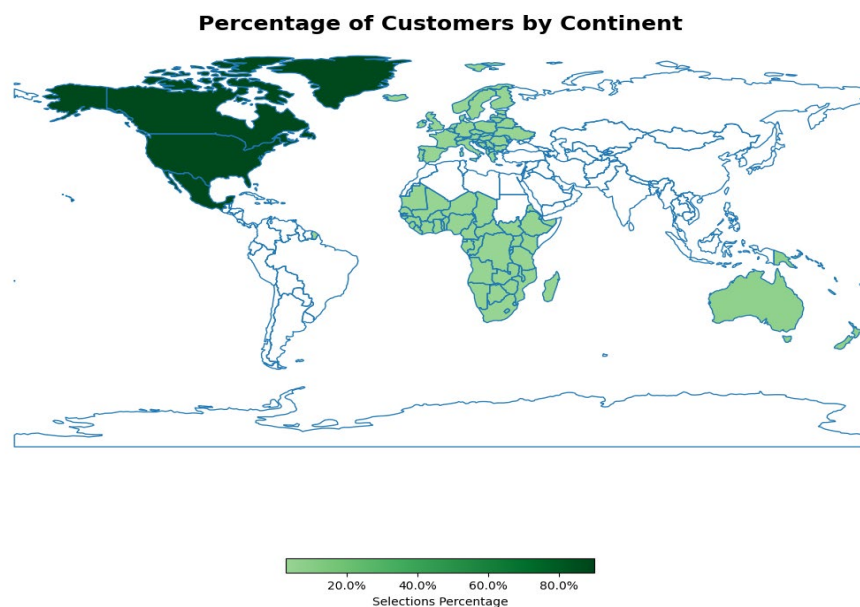 Percentage of Customers by Continent
20.0% 40.0% 60.0% 80.0%
Selections Percentage